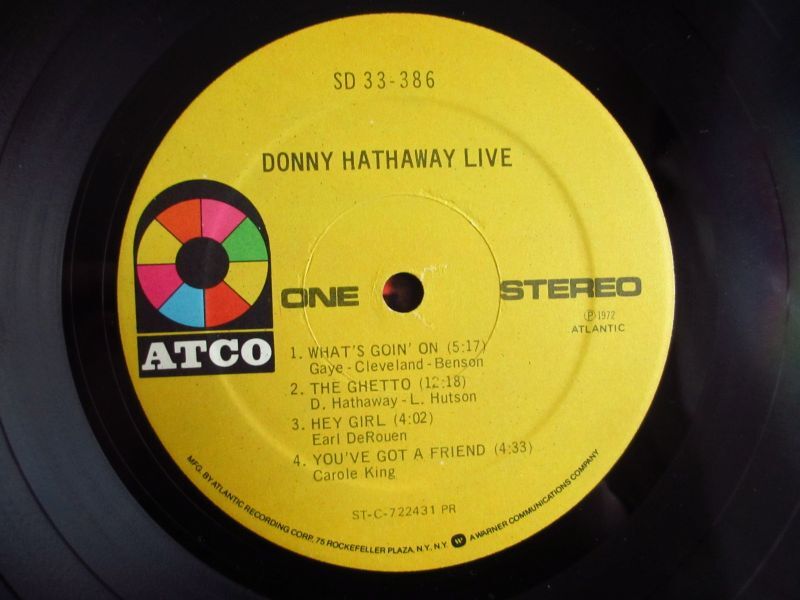 SD 33-386
DONNY HATHAWAY LIVE
ATCO
ONE
STEREO
Ⓟ1972
ATLANTIC
1. WHAT'S GOIN' ON (5:17)
Gaye - Cleveland - Benson
2. THE GHETTO (12:18)
D. Hathaway - L. Hutson
3. HEY GIRL (4:02)
Earl DeRouen
4. YOU'VE GOT A FRIEND (4:33)
Carole King
ST-C-722431 PR
MFG. BY ATLANTIC RECORDING CORP. 75 ROCKEFELLER PLAZA, N.Y. N.Y. W A WARNER COMMUNICATIONS COMPANY